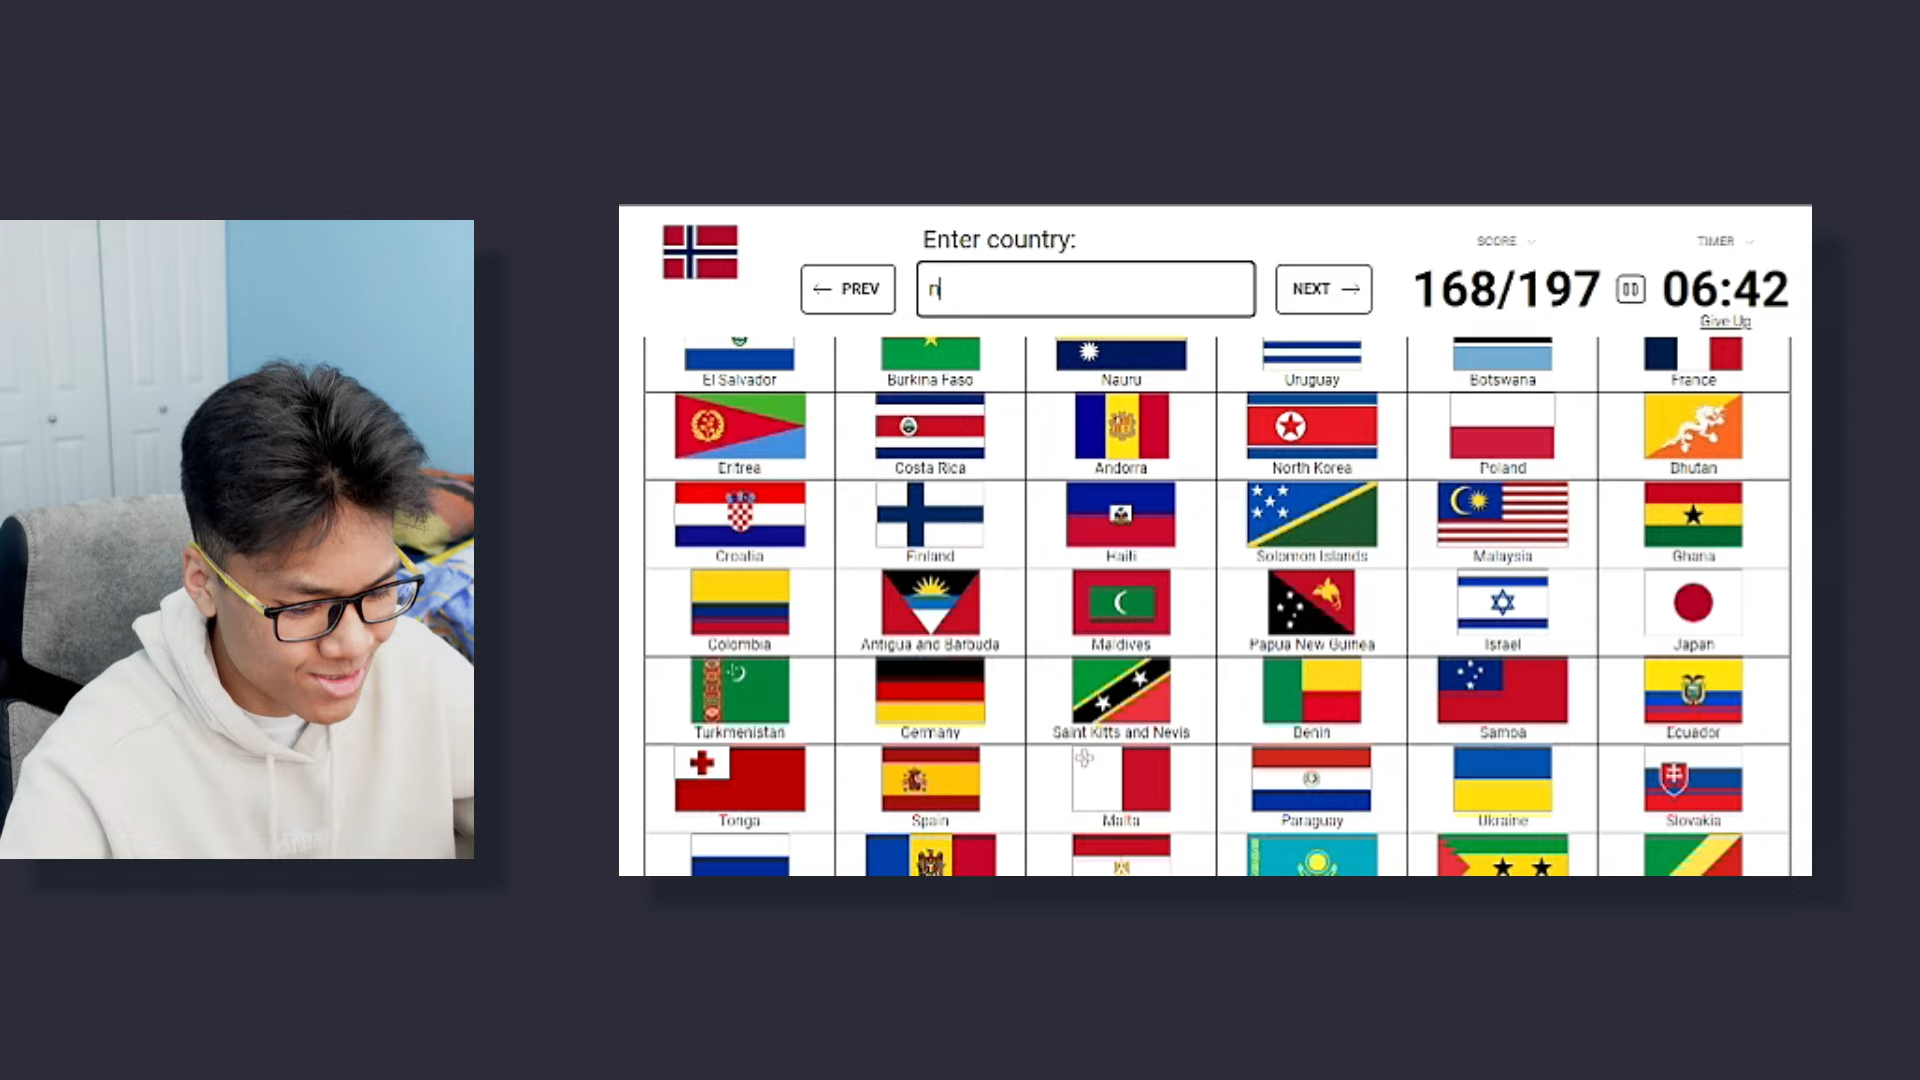 Enter country:
SCORE
TIMER
← PREV
n
NEXT →
168/197
06:42
Give Up
El Salvador
Burkina Faso
Nauru
Uruguay
Botswana
France
Eritrea
Costa Rica
Andorra
North Korea
Poland
Bhutan
Croatia
Finland
Haiti
Solomon Islands
Malaysia
Ghana
Colombia
Antigua and Barbuda
Maldives
Papua New Guinea
Israel
Japan
Turkmenistan
Germany
Saint Kitts and Nevis
Benin
Samoa
Ecuador
Tonga
Spain
Malta
Paraguay
Ukraine
Slovakia